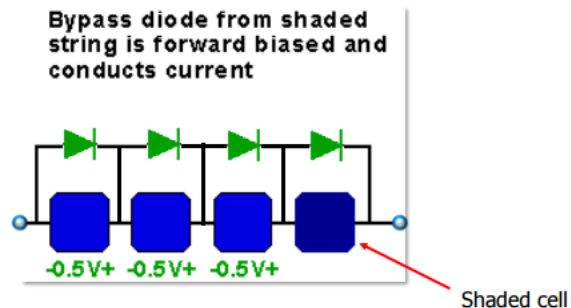 Bypass diode from shaded
string is forward biased and
conducts current
-0.5V+ -0.5V+ -0.5V+
Shaded cell